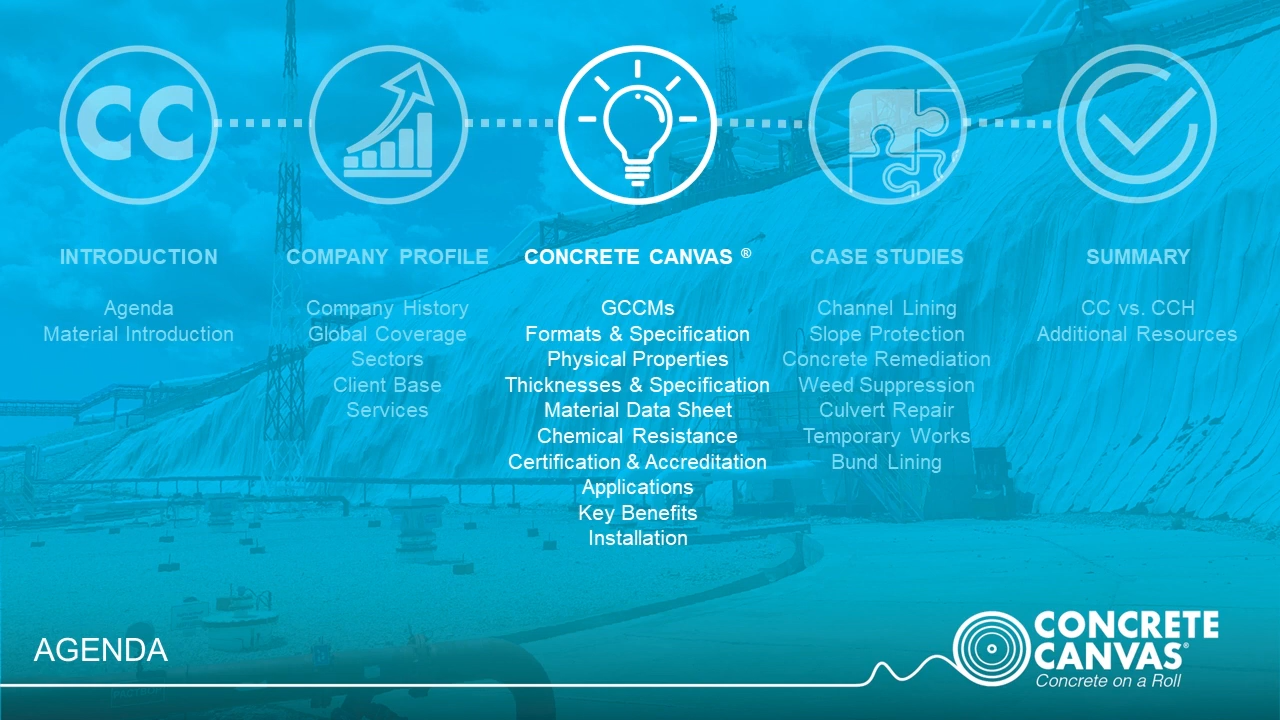 CC
INTRODUCTION
Agenda
Material Introduction
COMPANY PROFILE
Company History
Global Coverage
Sectors
Client Base
Services
CONCRETE CANVAS ®
GCCMs
Formats & Specification
Physical Properties
Thicknesses & Specification
Material Data Sheet
Chemical Resistance
Certification & Accreditation
Applications
Key Benefits
Installation
CASE STUDIES
Channel Lining
Slope Protection
Concrete Remediation
Weed Suppression
Culvert Repair
Temporary Works
Bund Lining
SUMMARY
CC vs. CCH
Additional Resources
AGENDA
CONCRETE
CANVAS®
Concrete on a Roll